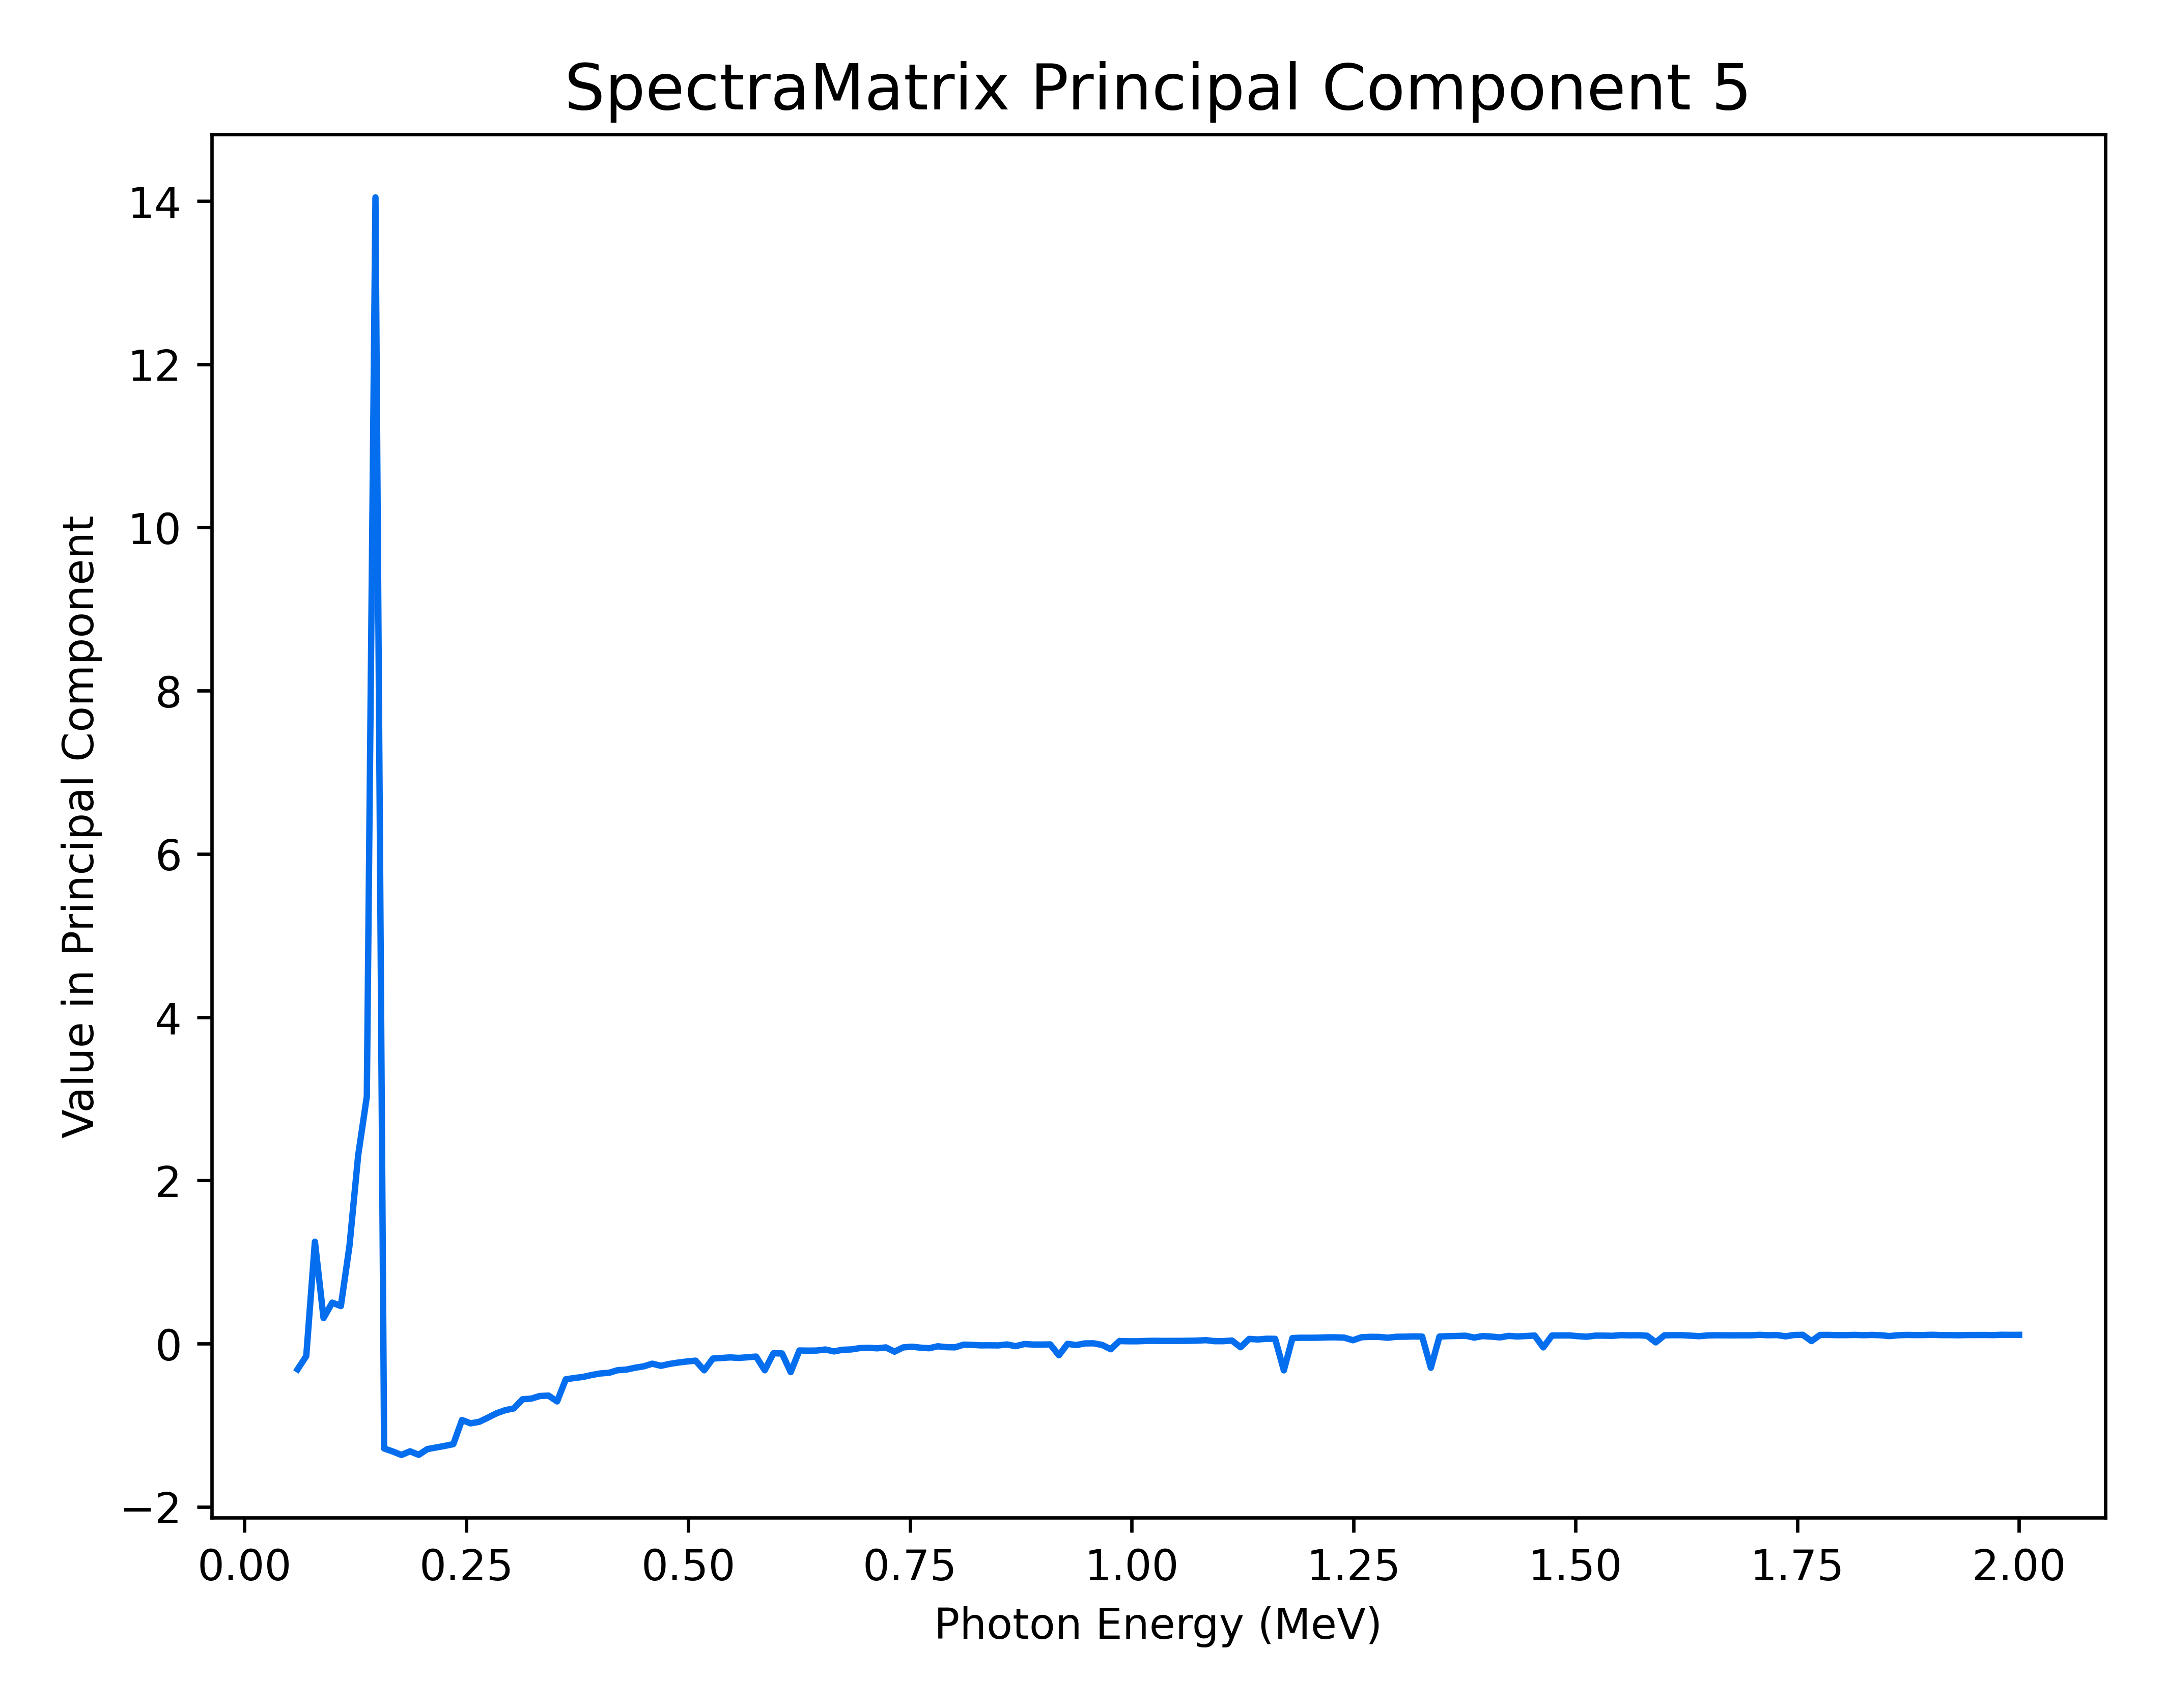 SpectraMatrix Principal Component 5
Value in Principal Component
14
12
10
8
6
4
2
0
−2
0.00 0.25 0.50 0.75 1.00 1.25 1.50 1.75 2.00
Photon Energy (MeV)